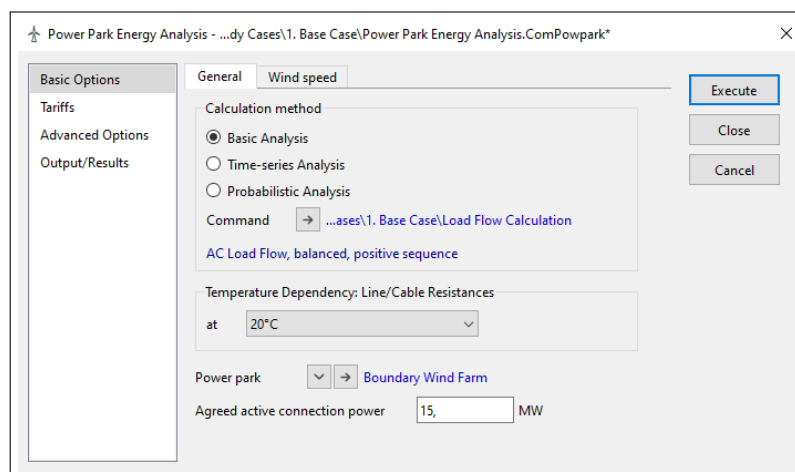 Power Park Energy Analysis - ...dy Cases\1. Base Case\Power Park Energy Analysis.ComPowpark*
Basic Options
Tariffs
Advanced Options
Output/Results
General
Wind speed
Calculation method
Basic Analysis
Time-series Analysis
Probabilistic Analysis
Command ...ases\1. Base Case\Load Flow Calculation
AC Load Flow, balanced, positive sequence
Temperature Dependency: Line/Cable Resistances
at 20°C
Power park Boundary Wind Farm
Agreed active connection power 15, MW
Execute
Close
Cancel